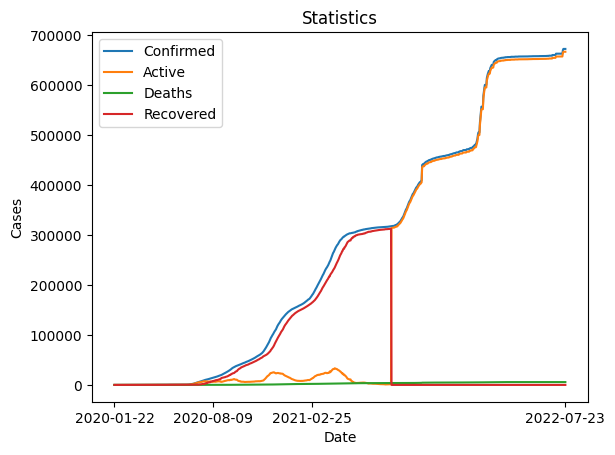 Statistics
Confirmed
Active
Deaths
Recovered
Cases
700000
600000
500000
400000
300000
200000
100000
0
2020-01-22 2020-08-09 2021-02-25 2022-07-23
Date